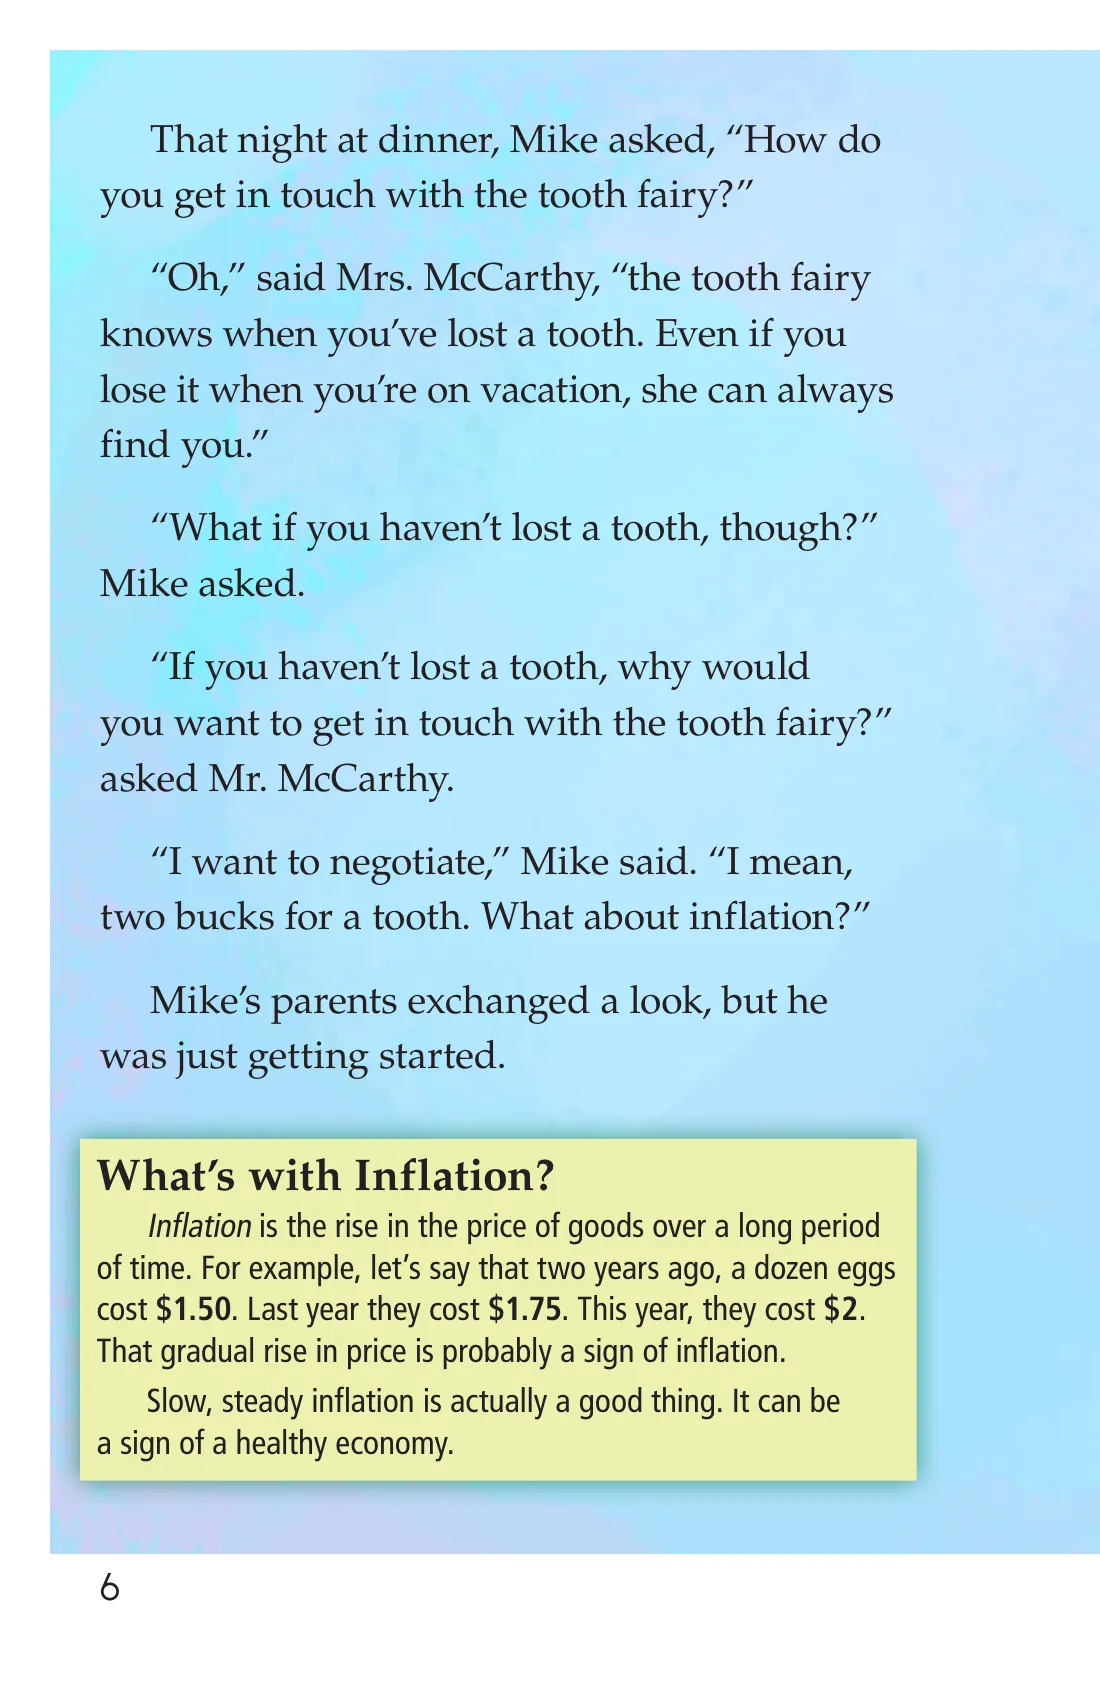 That night at dinner, Mike asked, “How do
you get in touch with the tooth fairy?”
“Oh,” said Mrs. McCarthy, “the tooth fairy
knows when you’ve lost a tooth. Even if you
lose it when you’re on vacation, she can always
find you.”
“What if you haven’t lost a tooth, though?”
Mike asked.
“If you haven’t lost a tooth, why would
you want to get in touch with the tooth fairy?”
asked Mr. McCarthy.
“I want to negotiate,” Mike said. “I mean,
two bucks for a tooth. What about inflation?”
Mike’s parents exchanged a look, but he
was just getting started.
What’s with Inflation?
Inflation is the rise in the price of goods over a long period
of time. For example, let’s say that two years ago, a dozen eggs
cost $1.50. Last year they cost $1.75. This year, they cost $2.
That gradual rise in price is probably a sign of inflation.
Slow, steady inflation is actually a good thing. It can be
a sign of a healthy economy.
6